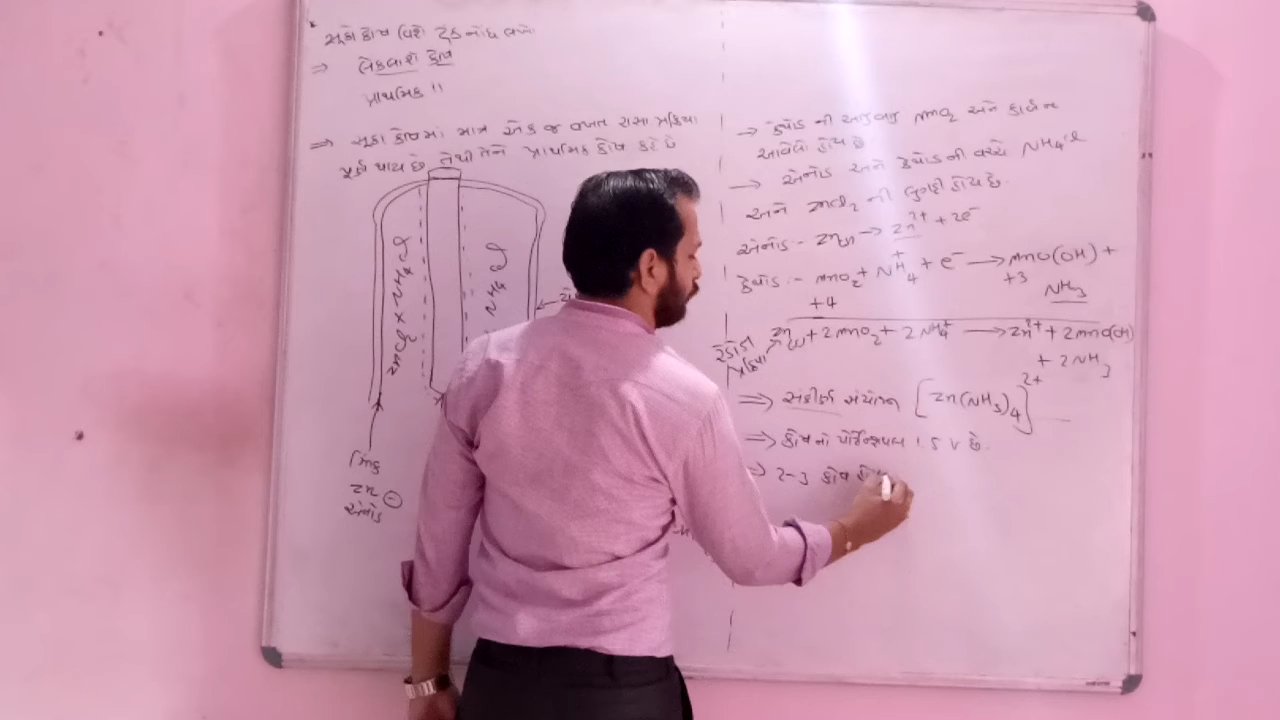 સૂકો કોષ વિશે ટૂંક નોંધ લખો
⇒ લેકલાન્શે કોષ
પ્રાથમિક "
⇒ સૂકા કોષમાં માત્ર એક જ વખત રાસા પ્રક્રિયા
પૂર્ણ થાય છે તેથી તેને પ્રાથમિક કોષ કહે છે
ઝિંક
Zn ⊖
એનોડ
→ કેથોડ ની આજુબાજુ MnO2 અને કાર્બન
આવેલો હોય છે
→ એનોડ અને કેથોડ ની વચ્ચે NH4Cl
અને ZnCl2 ની લુગદી હોય છે.
એનોડ :- Zn(s) → Zn2+ + 2e-
કેથોડ :- MnO2 + NH4+ + e- → MnO(OH) +
+4 +3 NH3
રેડોક્ષ પ્રક્રિયા Zn(s) + 2MnO2 + 2NH4+ → Zn2+ + 2MnO(OH)
+ 2NH3
⇒ સંકીર્ણ સંયોજન [Zn(NH3)4]2+
⇒ કોષનો પોટેન્શિયલ 1.5 V છે.
⇒ 2-3 કોષ